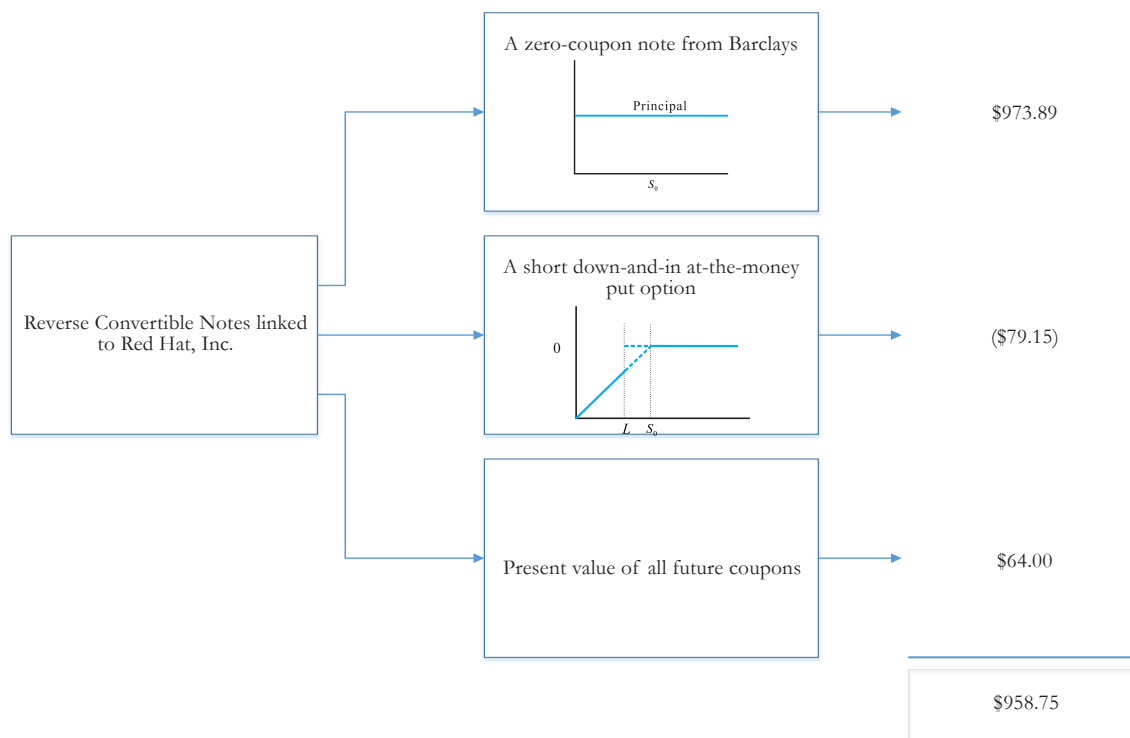 A zero-coupon note from Barclays
Principal
S₀
$973.89
Reverse Convertible Notes linked
to Red Hat, Inc.
A short down-and-in at-the-money
put option
0
L S₀
($79.15)
Present value of all future coupons
$64.00
$958.75